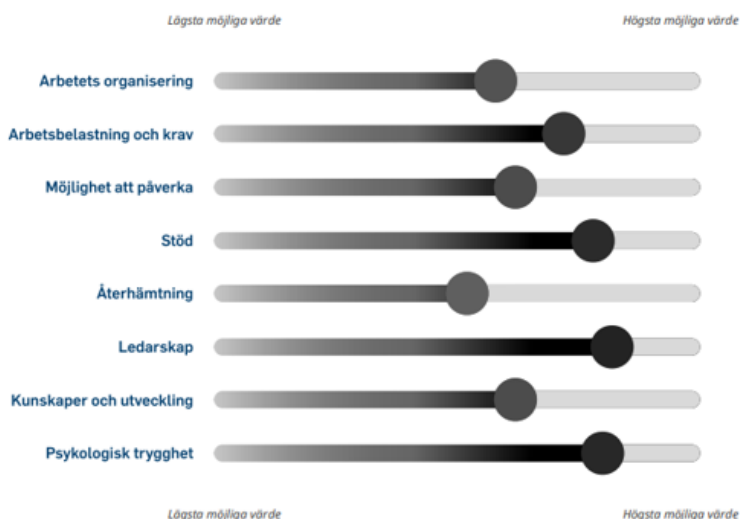 Lägsta möjliga värde Högsta möjliga värde
Arbetets organisering
Arbetsbelastning och krav
Möjlighet att påverka
Stöd
Återhämtning
Ledarskap
Kunskaper och utveckling
Psykologisk trygghet
Lägsta möjliga värde Högsta möjliga värde